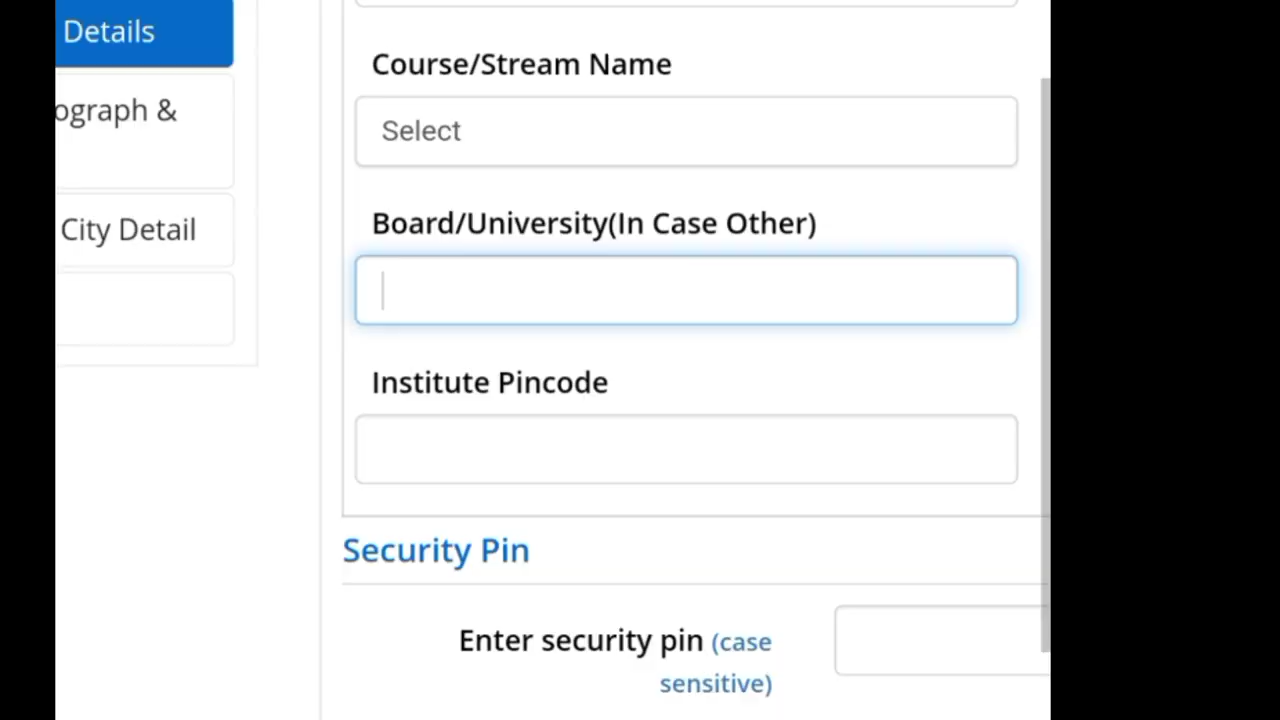 Details
ograph &
City Detail
Course/Stream Name
Select
Board/University(In Case Other)
Institute Pincode
Security Pin
Enter security pin (case
sensitive)